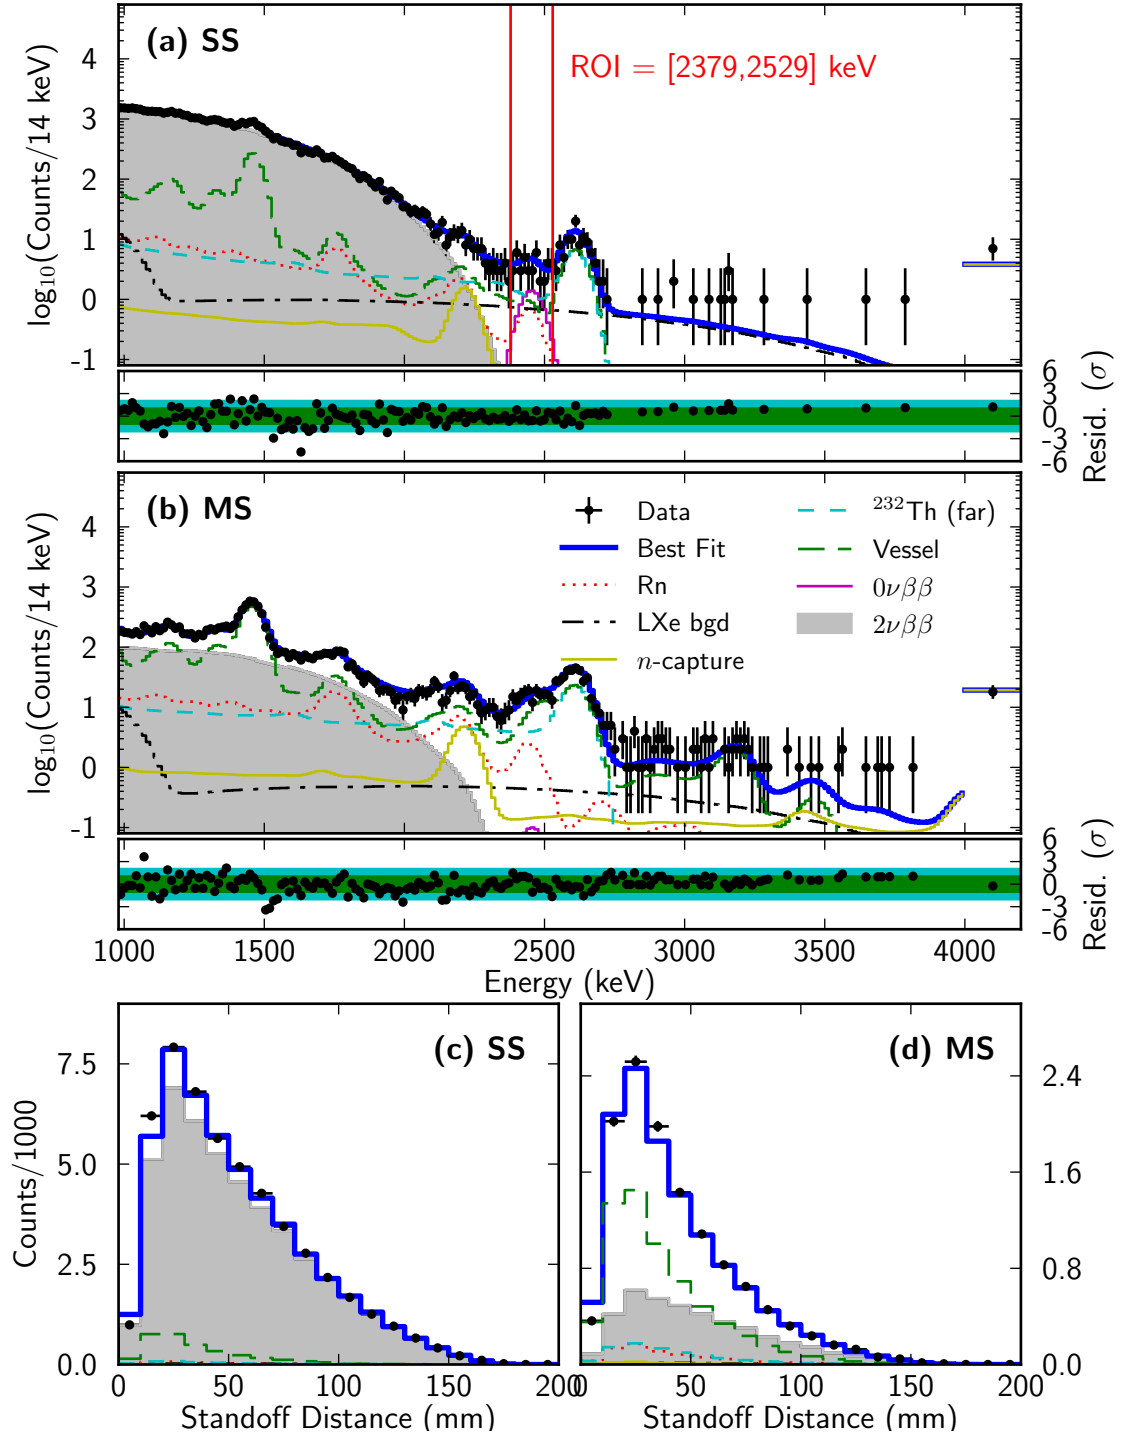 (a) SS
ROI = [2379,2529] keV
log₁₀(Counts/14 keV)
4
3
2
1
0
-1
6
3
0
-3
-6
Resid. (σ)
(b) MS
log₁₀(Counts/14 keV)
4
3
2
1
0
-1
Data
Best Fit
Rn
LXe bgd
n-capture
²³²Th (far)
Vessel
0νββ
2νββ
6
3
0
-3
-6
Resid. (σ)
1000 1500 2000 2500 3000 3500 4000
Energy (keV)
(c) SS
Counts/1000
7.5
5.0
2.5
0.0
0 50 100 150 200
Standoff Distance (mm)
(d) MS
2.4
1.6
0.8
0.0
0 50 100 150 200
Standoff Distance (mm)